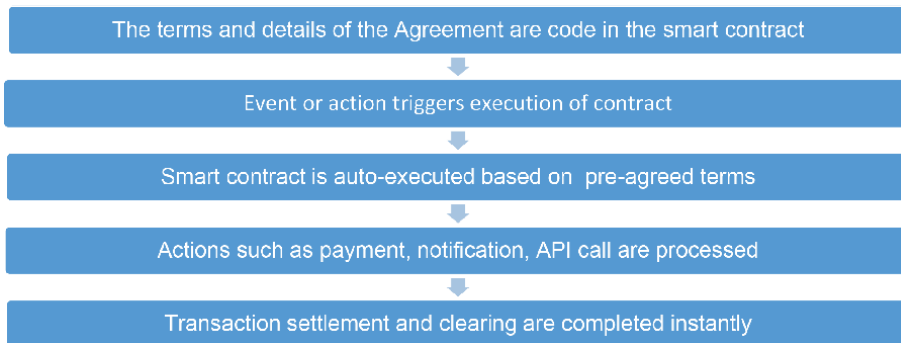 The terms and details of the Agreement are code in the smart contract
Event or action triggers execution of contract
Smart contract is auto-executed based on pre-agreed terms
Actions such as payment, notification, API call are processed
Transaction settlement and clearing are completed instantly